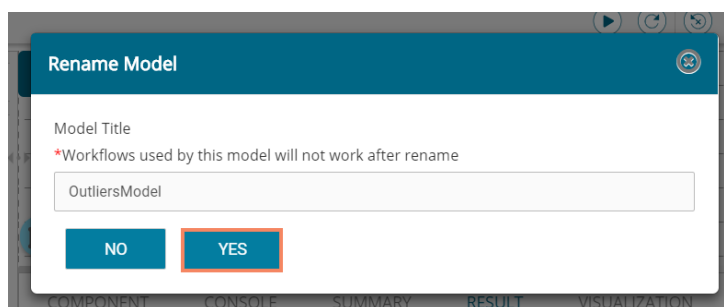 Rename Model
Model Title
*Workflows used by this model will not work after rename
OutliersModel
NO YES
COMPONENT CONSOLE SUMMARY RESULT VISUALIZATION